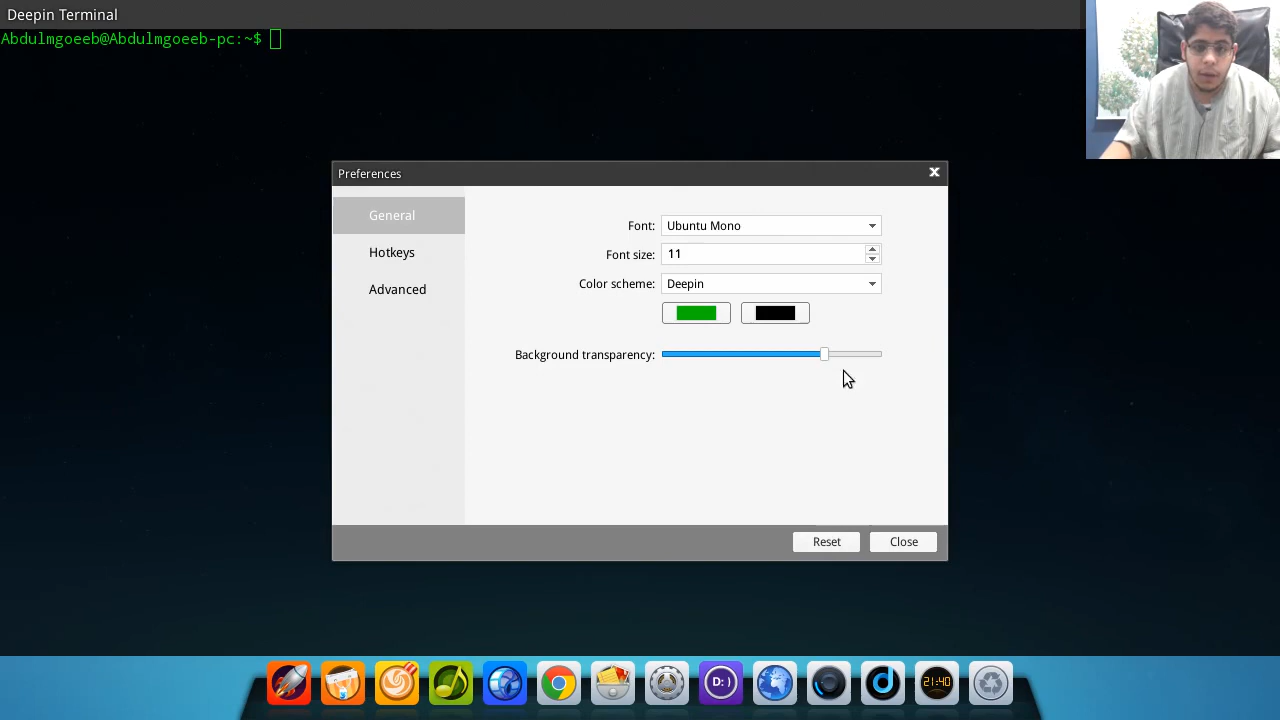 Deepin Terminal
Abdulmgoeeb@Abdulmgoeeb-pc:~$
Preferences
General
Hotkeys
Advanced
Font: Ubuntu Mono
Font size: 11
Color scheme: Deepin
Background transparency:
Reset Close
D:)
21:40